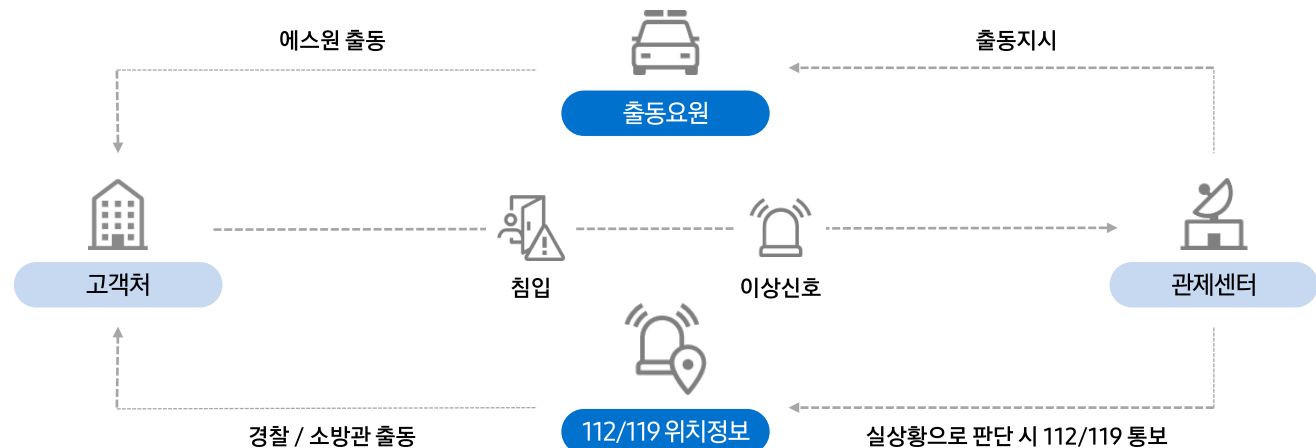 에스원 출동
출동지시
출동요원
고객처
침입
이상신호
관제센터
112/119 위치정보
경찰 / 소방관 출동
실상황으로 판단 시 112/119 통보